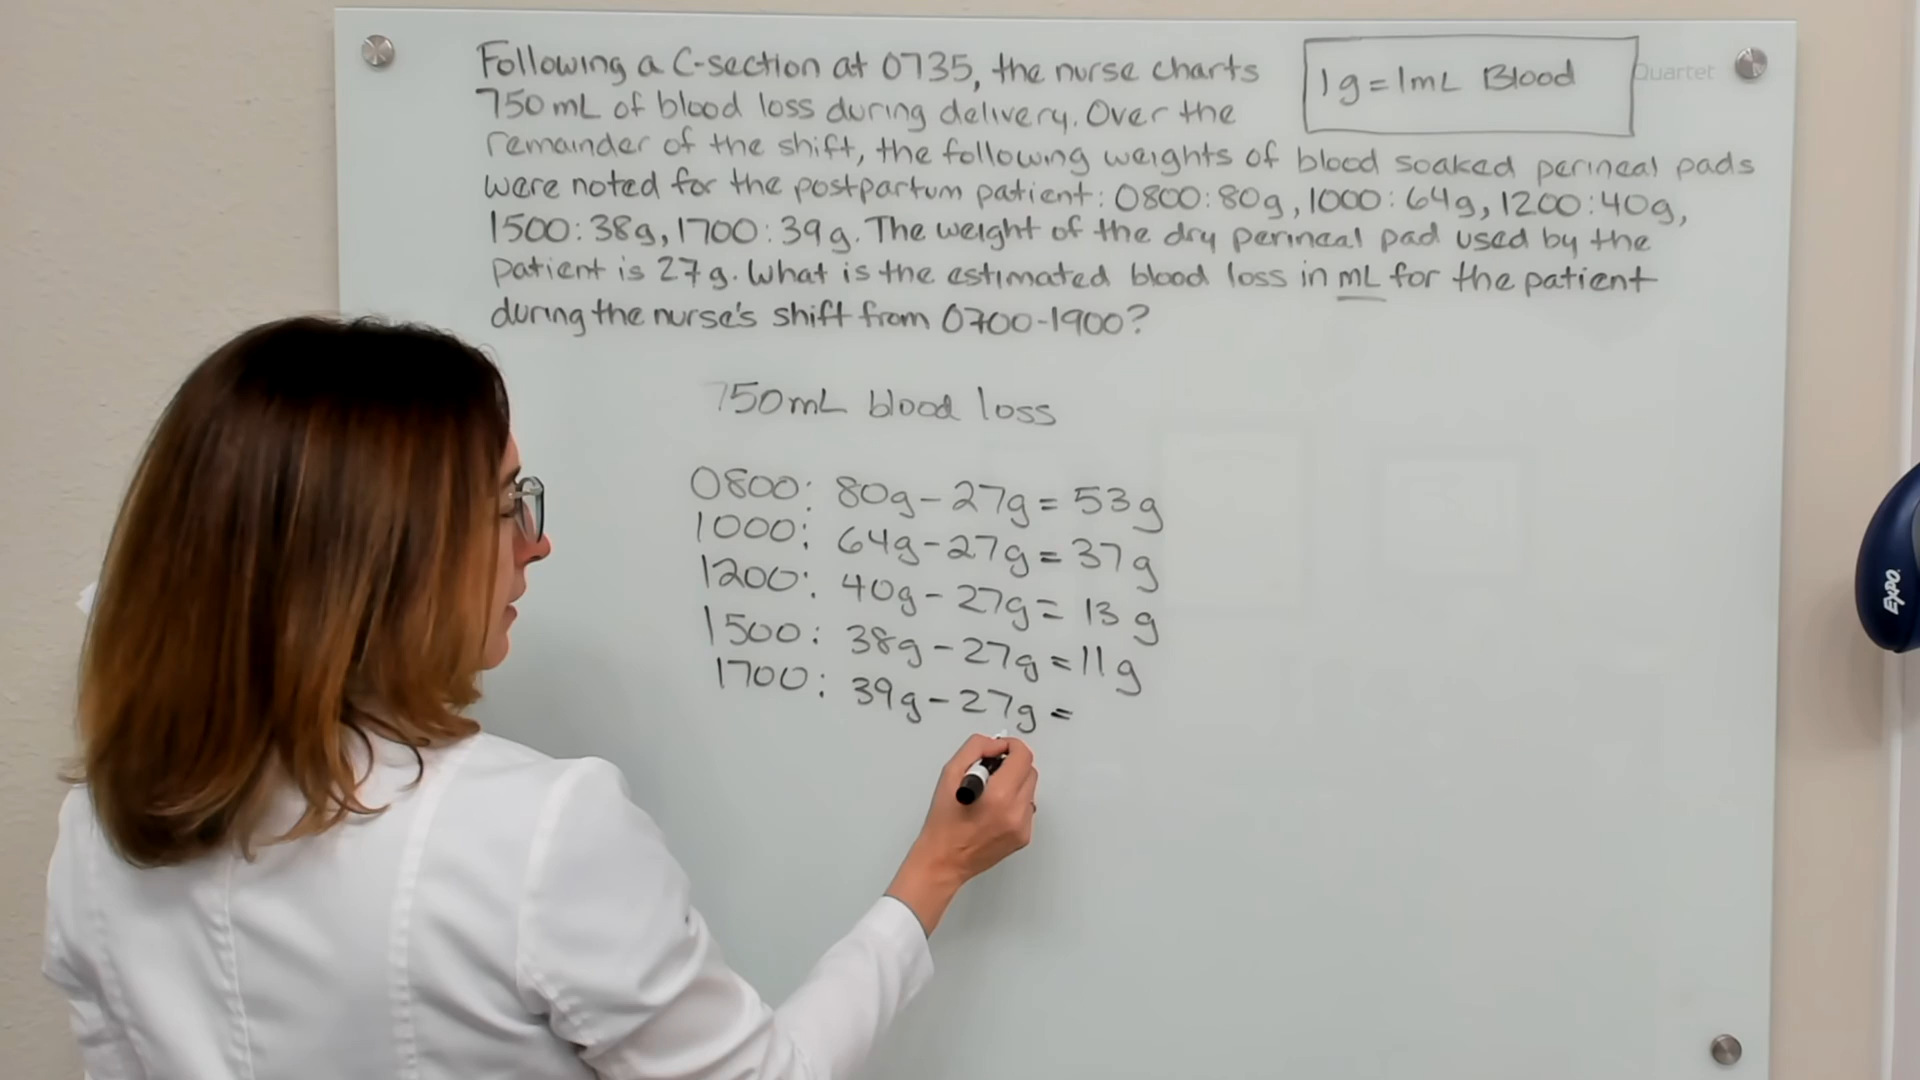 Following a C-section at 0735, the nurse charts
750 mL of blood loss during delivery. Over the
remainder of the shift, the following weights of blood soaked perineal pads
were noted for the postpartum patient: 0800:80g, 1000:64g, 1200:40g,
1500:38g, 1700:39g. The weight of the dry perineal pad used by the
patient is 27g. What is the estimated blood loss in mL for the patient
during the nurse's shift from 0700-1900?
1g=1mL Blood
Quartet
750mL blood loss
0800: 80g-27g=53g
1000: 64g-27g=37g
1200: 40g-27g=13g
1500: 38g-27g=11g
1700: 39g-27g=
EXPO